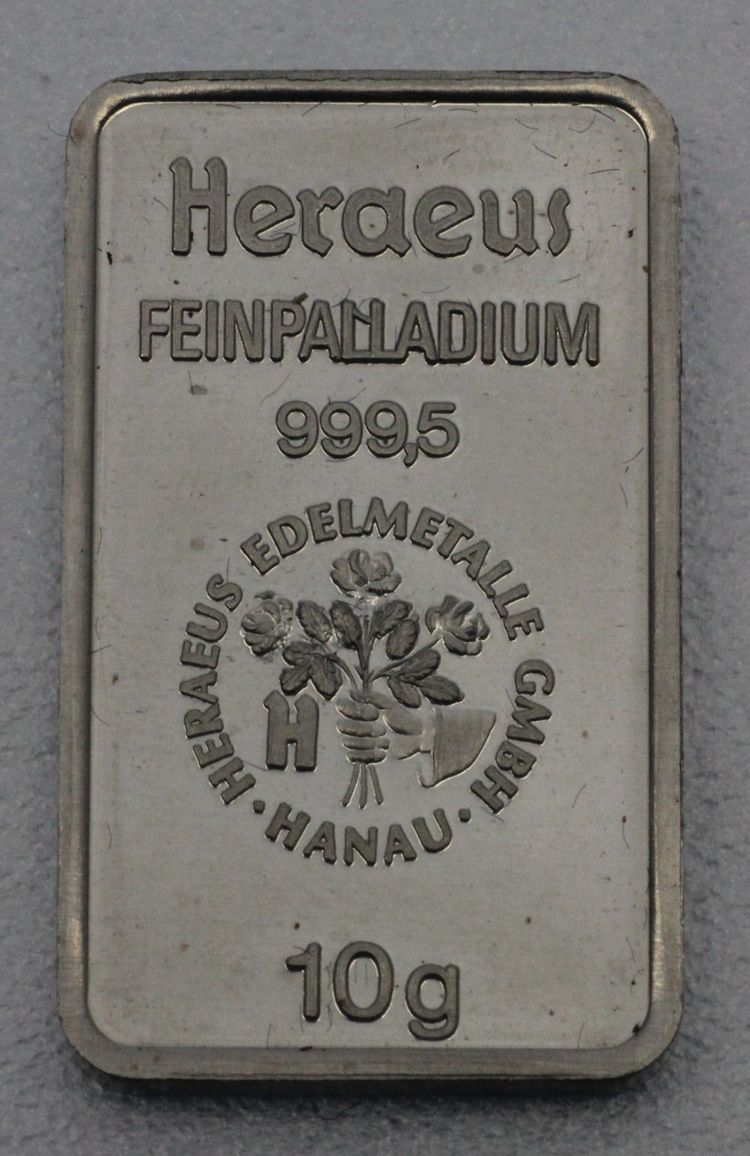 Heraeus
FEINPALLADIUM
999,5
HERAEUS EDELMETALLE GMBH
· HANAU ·
H
10g